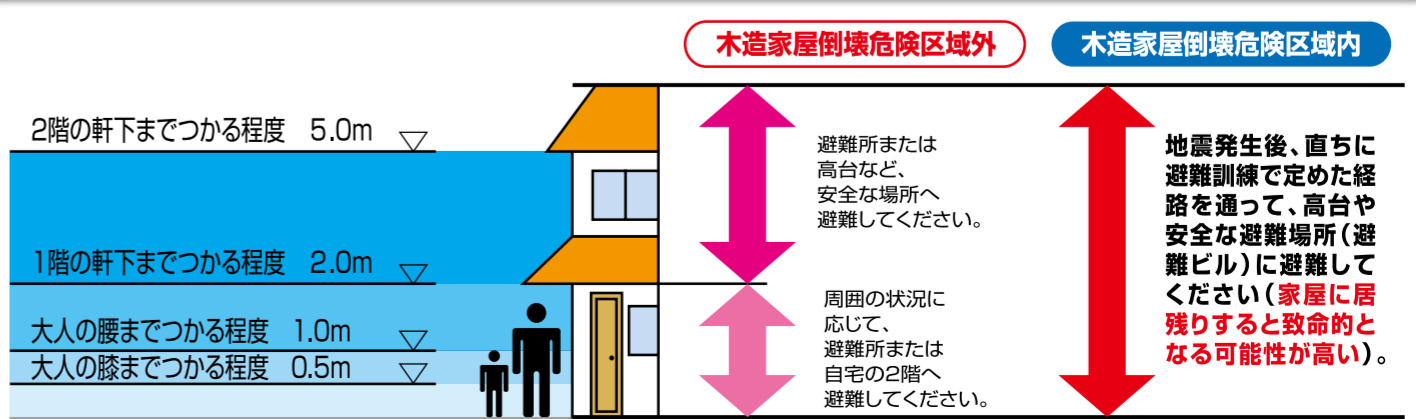 木造家屋倒壊危険区域外
木造家屋倒壊危険区域内
2階の軒下までつかる程度 5.0m
1階の軒下までつかる程度 2.0m
大人の腰までつかる程度 1.0m
大人の膝までつかる程度 0.5m
避難所または
高台など、
安全な場所へ
避難してください。
周囲の状況に
応じて、
避難所または
自宅の2階へ
避難してください。
地震発生後、直ちに
避難訓練で定めた経
路を通って、高台や
安全な避難場所（避
難ビル）に避難して
ください（家屋に居
残りすると致命的と
なる可能性が高い）。